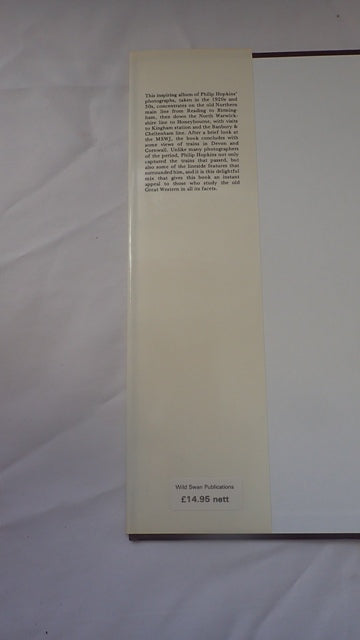 This inspiring album of Philip Hopkins'
photographs, taken in the 1920s and
30s, concentrates on the old Northern
main line from Reading to Birming-
ham, then down the North Warwick-
shire line to Honeybourne, with visits
to Kingham station and the Banbury &
Cheltenham line. After a brief look at
the MSWJ, the book concludes with
some views of trains in Devon and
Cornwall. Unlike many photographers
of the period, Philip Hopkins not only
captured the trains that passed, but
also some of the lineside features that
surrounded him, and it is this delightful
mix that gives this book an instant
appeal to those who study the old
Great Western in all its facets.
Wild Swan Publications
£14.95 nett